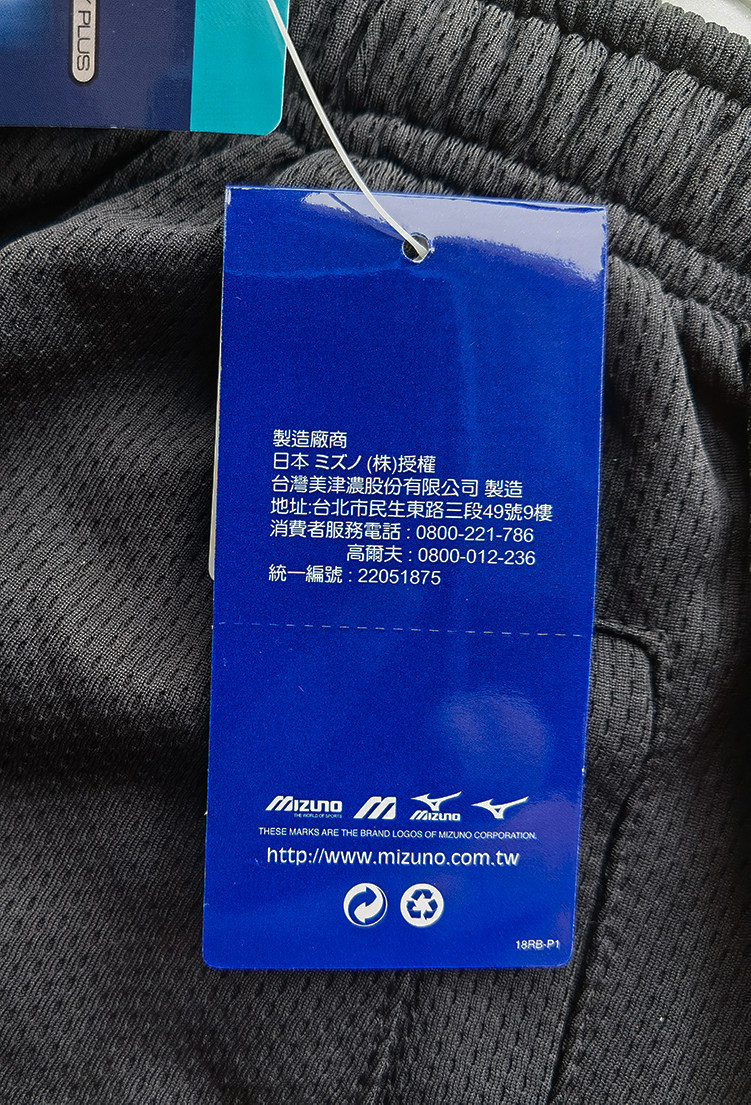 PLUS
製造廠商
日本 ミズノ (株)授權
台灣美津濃股份有限公司 製造
地址:台北市民生東路三段49號9樓
消費者服務電話 : 0800-221-786
高爾夫 : 0800-012-236
統一編號 : 22051875
MIZUNO
THE WORLD OF SPORTS
MIZUNO
THESE MARKS ARE THE BRAND LOGOS OF MIZUNO CORPORATION.
http://www.mizuno.com.tw
18RB-P1